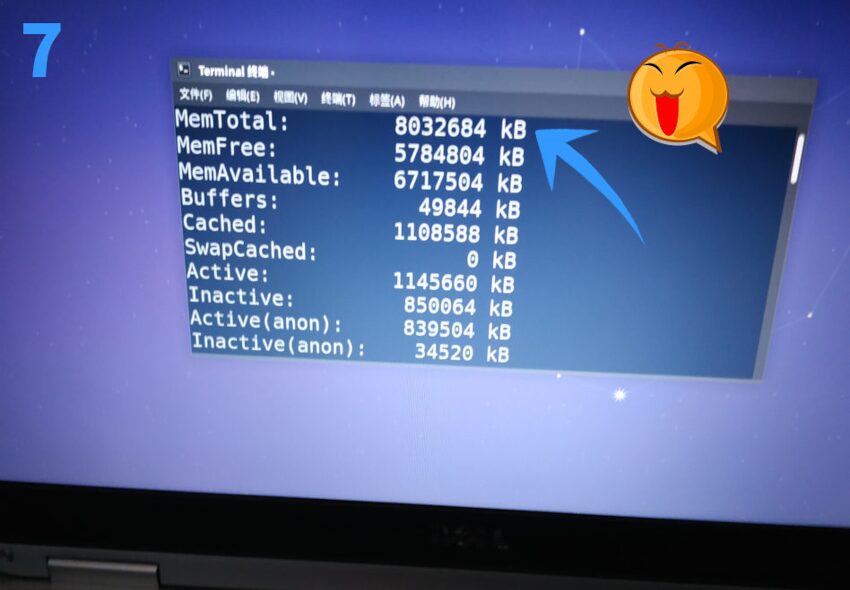 7
Terminal 终端 -
文件(F) 编辑(E) 视图(V) 终端(T) 标签(A) 帮助(H)
MemTotal: 8032684 kB
MemFree: 5784804 kB
MemAvailable: 6717504 kB
Buffers: 49844 kB
Cached: 1108588 kB
SwapCached: 0 kB
Active: 1145660 kB
Inactive: 850064 kB
Active(anon): 839504 kB
Inactive(anon): 34520 kB
DELL